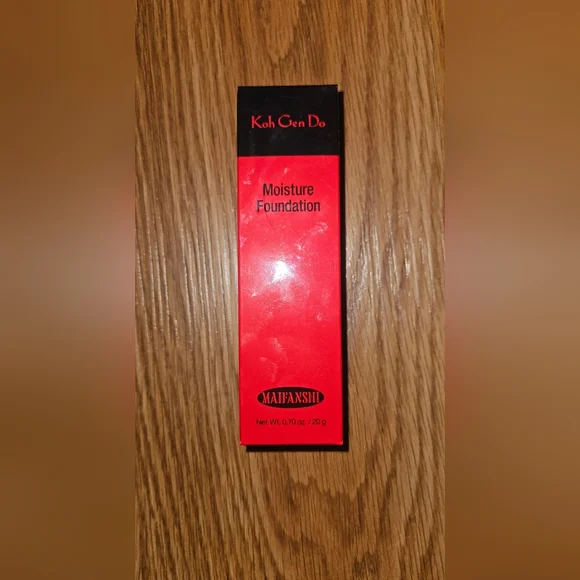 Koh Gen Do
Moisture
Foundation
MAIFANSHI
Net Wt. 0.70 oz. / 20 g